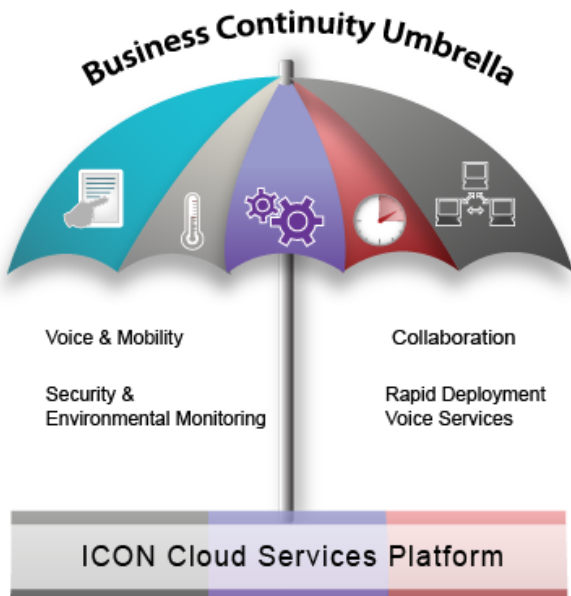 Business Continuity Umbrella
Voice & Mobility
Collaboration
Security &
Environmental Monitoring
Rapid Deployment
Voice Services
ICON Cloud Services Platform